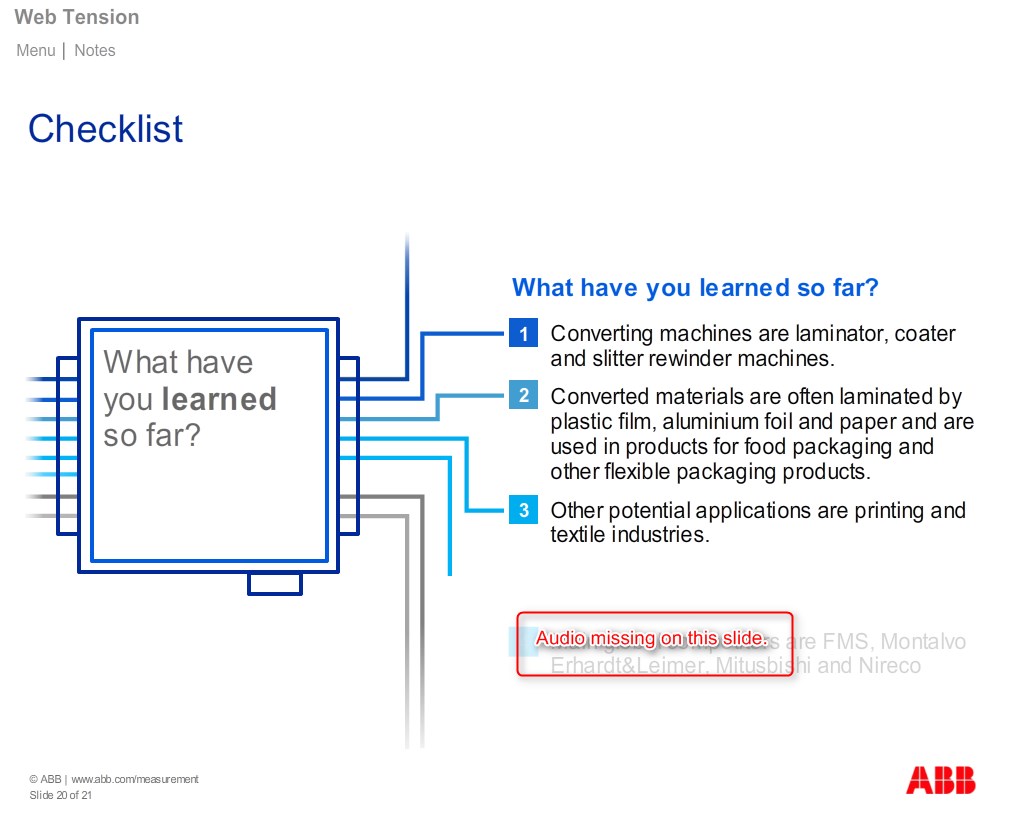 Web Tension
Menu | Notes
Checklist
What have you learned so far?
What have
you learned
so far?
1 Converting machines are laminator, coater
and slitter rewinder machines.
2 Converted materials are often laminated by
plastic film, aluminium foil and paper and are
used in products for food packaging and
other flexible packaging products.
3 Other potential applications are printing and
textile industries.
Audio missing on this slide.
are FMS, Montalvo
Erhardt&Leimer, Mitusbishi and Nireco
© ABB | www.abb.com/measurement
Slide 20 of 21
ABB